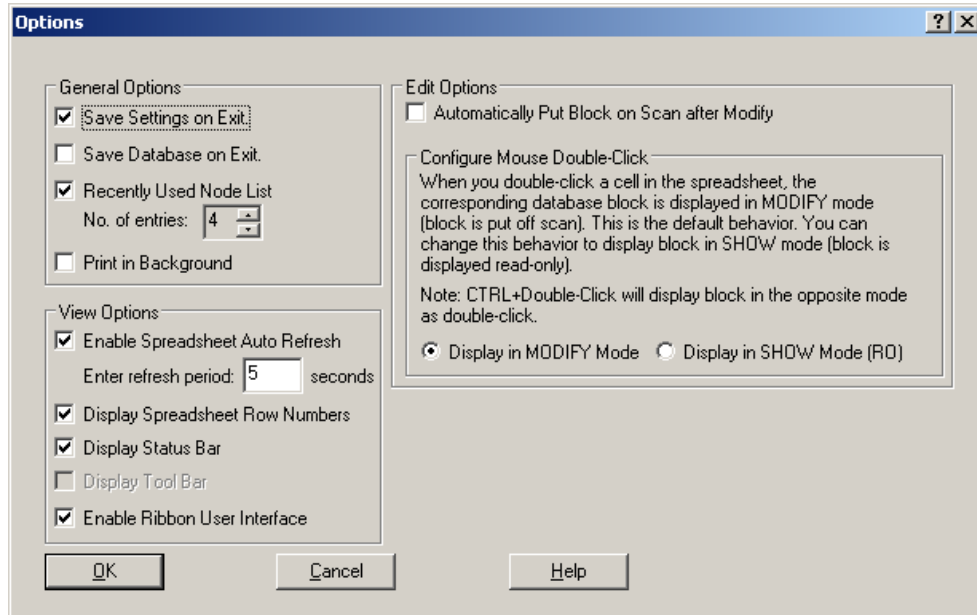 Options
General Options
Save Settings on Exit.
Save Database on Exit.
Recently Used Node List
No. of entries: 4
Print in Background
View Options
Enable Spreadsheet Auto Refresh
Enter refresh period: 5 seconds
Display Spreadsheet Row Numbers
Display Status Bar
Display Tool Bar
Enable Ribbon User Interface
Edit Options
Automatically Put Block on Scan after Modify
Configure Mouse Double-Click
When you double-click a cell in the spreadsheet, the
corresponding database block is displayed in MODIFY mode
(block is put off scan). This is the default behavior. You can
change this behavior to display block in SHOW mode (block is
displayed read-only).
Note: CTRL+Double-Click will display block in the opposite mode
as double-click.
Display in MODIFY Mode Display in SHOW Mode (RO)
OK Cancel Help